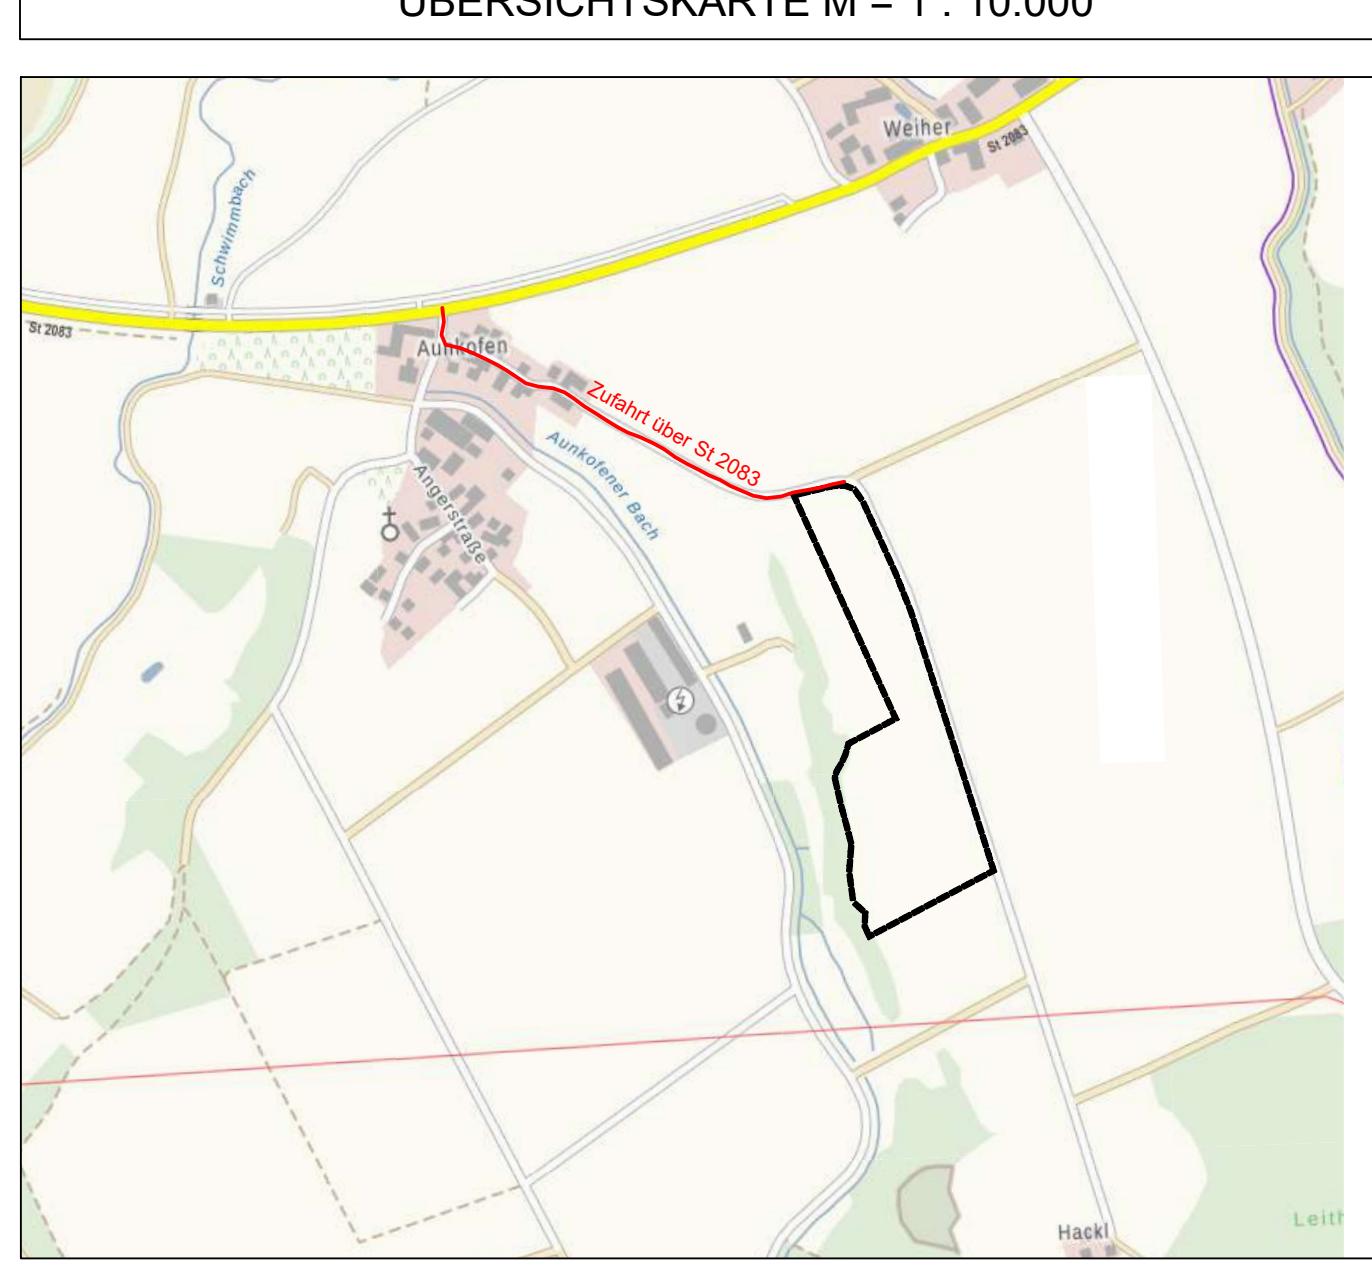 ÜBERSICHTSKARTE M = 1 : 10.000
Weiher
St 2083
Schwimmbach
St 2083
Aunkofen
Zufahrt über St 2083
Aunkofener Bach
Angerstraße
Hackl
Leith